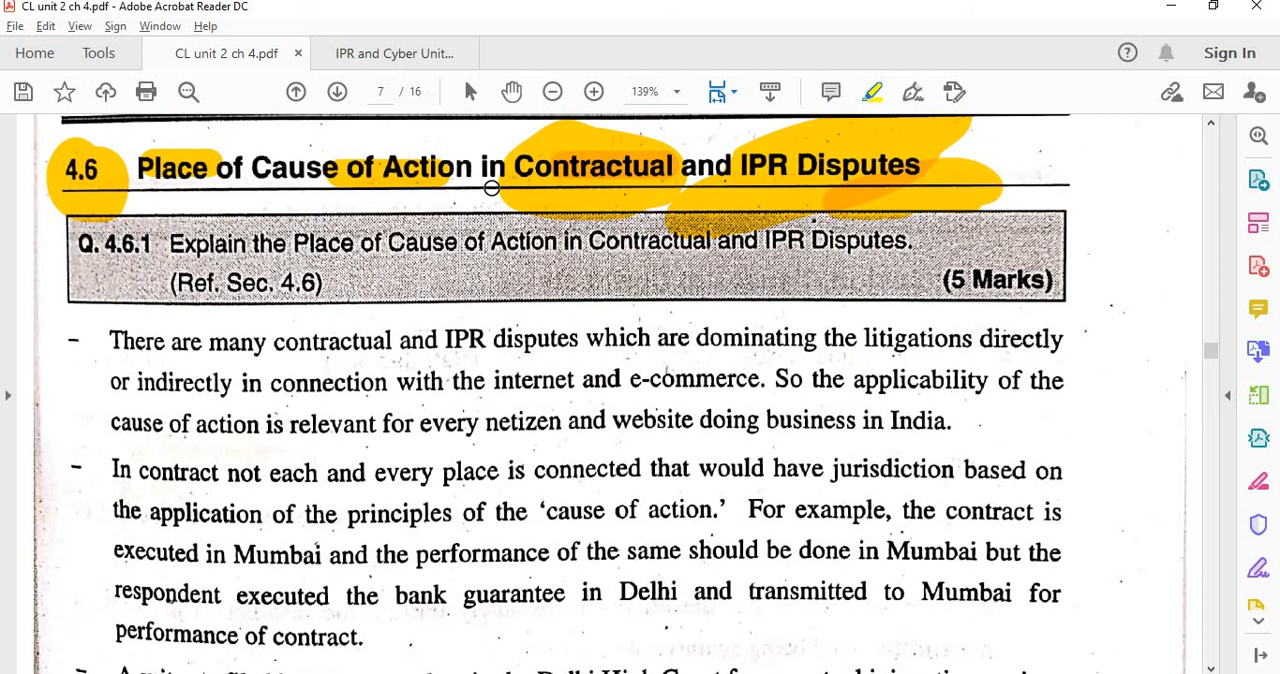 CL unit 2 ch 4.pdf - Adobe Acrobat Reader DC
File Edit View Sign Window Help
Home Tools CL unit 2 ch 4.pdf × IPR and Cyber Unit... Sign In
7 / 16 139%
4.6 Place of Cause of Action in Contractual and IPR Disputes
Q. 4.6.1 Explain the Place of Cause of Action in Contractual and IPR Disputes.
(Ref. Sec. 4.6) (5 Marks)
- There are many contractual and IPR disputes which are dominating the litigations directly
or indirectly in connection with the internet and e-commerce. So the applicability of the
cause of action is relevant for every netizen and website doing business in India.
- In contract not each and every place is connected that would have jurisdiction based on
the application of the principles of the ‘cause of action.’ For example, the contract is
executed in Mumbai and the performance of the same should be done in Mumbai but the
respondent executed the bank guarantee in Delhi and transmitted to Mumbai for
performance of contract.